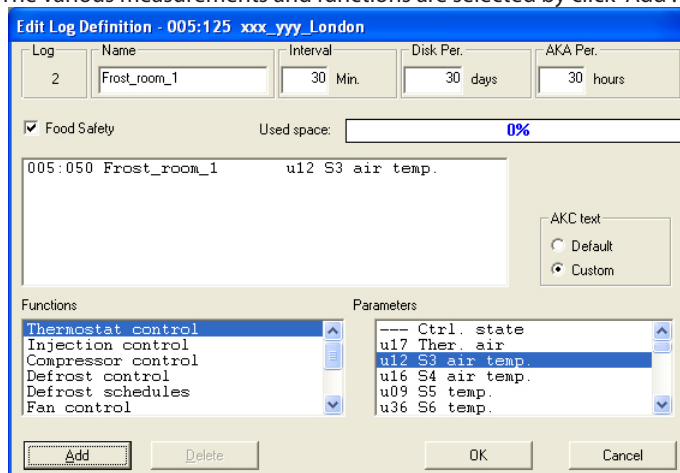 The various measurements and functions are selected by click 'Add'.
Edit Log Definition - 005:125 xxx_yyy_London
Log Name Interval Disk Per. AKA Per.
2 Frost_room_1 30 Min. 30 days 30 hours
Food Safety Used space: 0%
005:050 Frost_room_1 u12 S3 air temp.
AKC text
Default
Custom
Functions Parameters
Thermostat control --- Ctrl. state
Injection control u17 Ther. air
Compressor control u12 S3 air temp.
Defrost control u16 S4 air temp.
Defrost schedules u09 S5 temp.
Fan control u36 S6 temp.
Add Delete OK Cancel